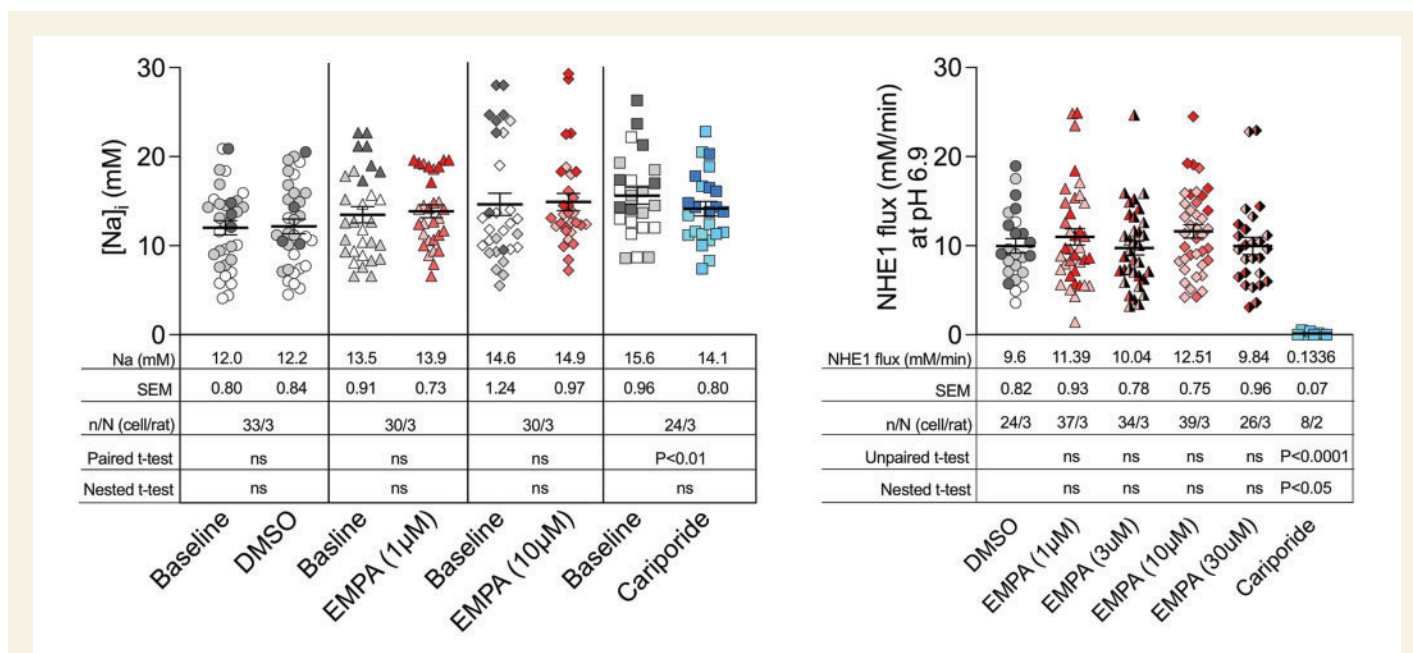 30
20
10
0
[Na]i (mM)
Na (mM) 12.0 12.2 13.5 13.9 14.6 14.9 15.6 14.1
SEM 0.80 0.84 0.91 0.73 1.24 0.97 0.96 0.80
n/N (cell/rat) 33/3 30/3 30/3 24/3
Paired t-test ns ns ns P<0.01
Nested t-test ns ns ns ns
Baseline DMSO Basline EMPA (1μM) Baseline EMPA (10μM) Baseline Cariporide
30
20
10
0
NHE1 flux (mM/min)
at pH 6.9
NHE1 flux (mM/min) 9.6 11.39 10.04 12.51 9.84 0.1336
SEM 0.82 0.93 0.78 0.75 0.96 0.07
n/N (cell/rat) 24/3 37/3 34/3 39/3 26/3 8/2
Unpaired t-test ns ns ns ns P<0.0001
Nested t-test ns ns ns ns P<0.05
DMSO EMPA (1μM) EMPA (3uM) EMPA (10μM) EMPA (30uM) Cariporide